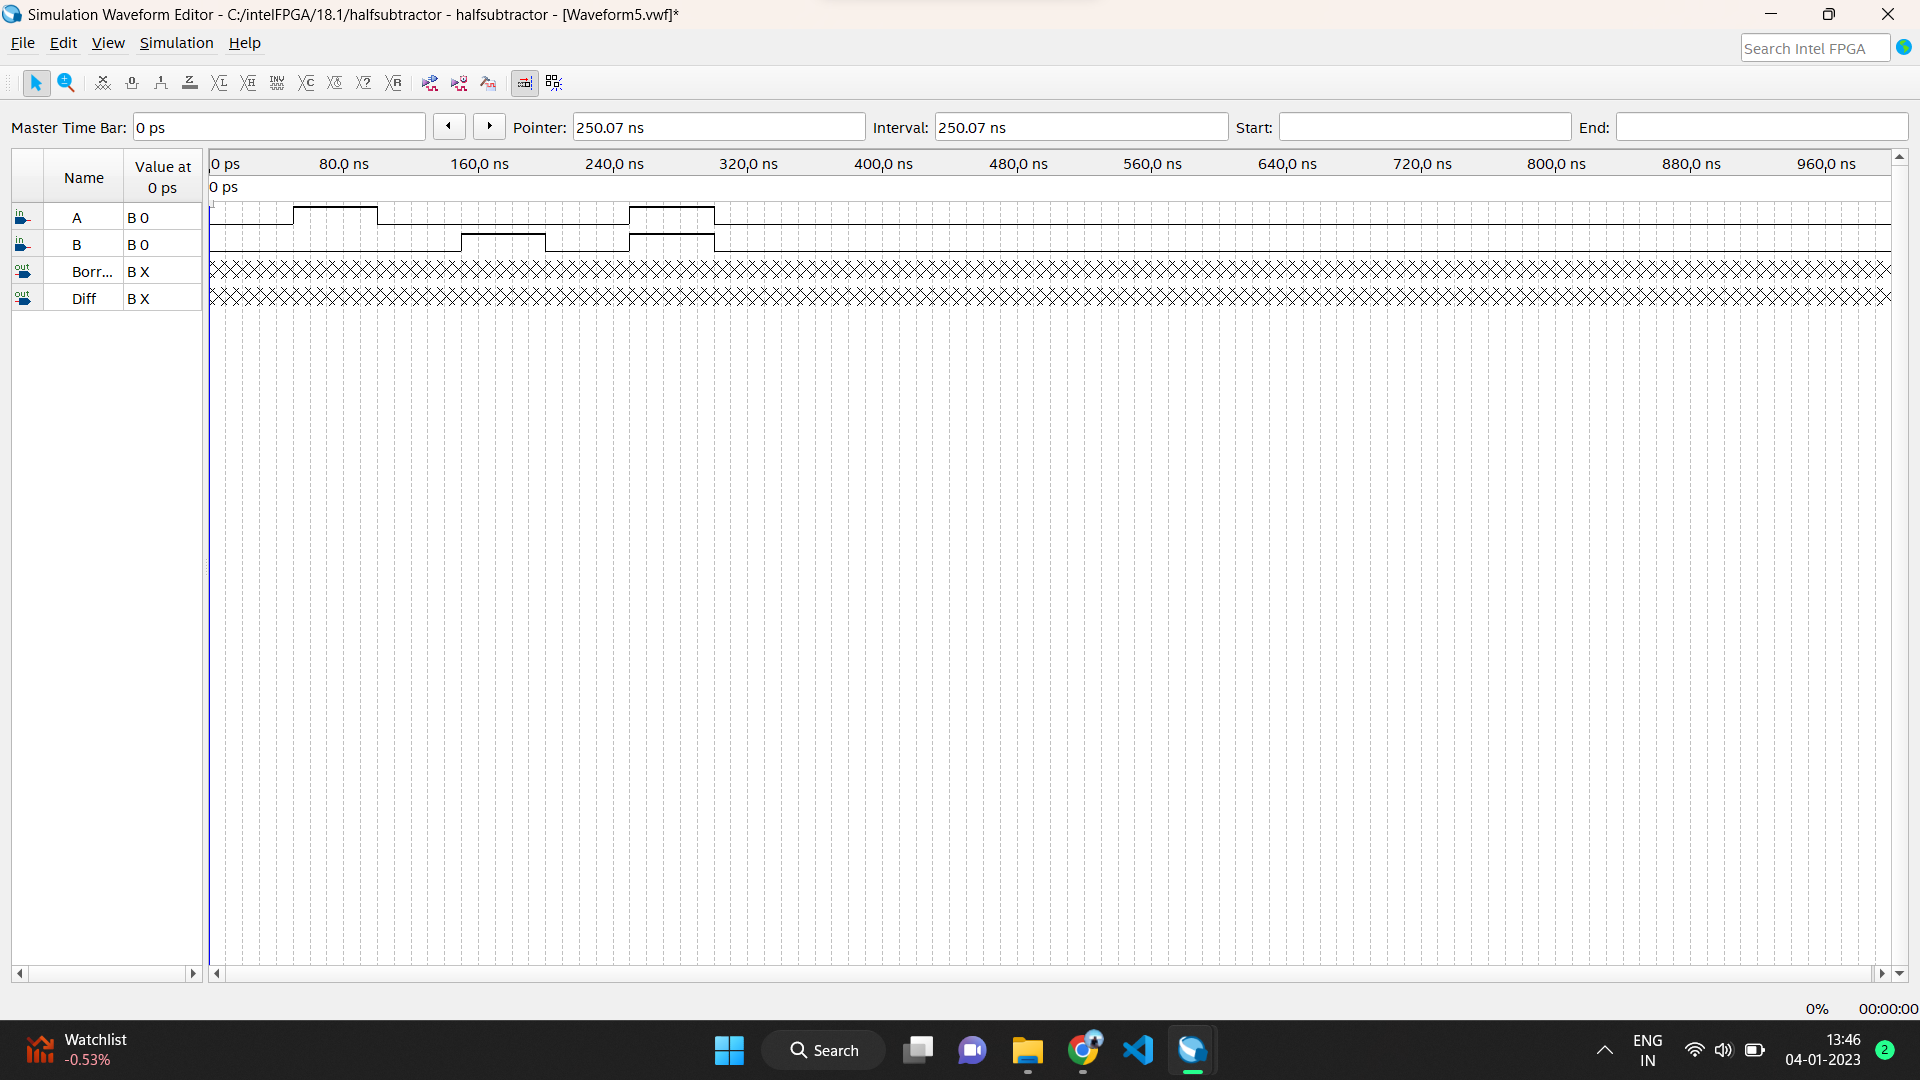 Simulation Waveform Editor - C:/intelFPGA/18.1/halfsubtractor - halfsubtractor - [Waveform5.vwf]*
File Edit View Simulation Help
Search Intel FPGA
Master Time Bar: 0 ps Pointer: 250.07 ns Interval: 250.07 ns Start: End:
Name Value at 0 ps
0 ps 80.0 ns 160.0 ns 240.0 ns 320.0 ns 400.0 ns 480.0 ns 560.0 ns 640.0 ns 720.0 ns 800.0 ns 880.0 ns 960.0 ns
0 ps
in A B 0
in B B 0
out Borr... B X
out Diff B X
0% 00:00:00
Watchlist
-0.53%
Search
ENG
IN
13:46
04-01-2023
2